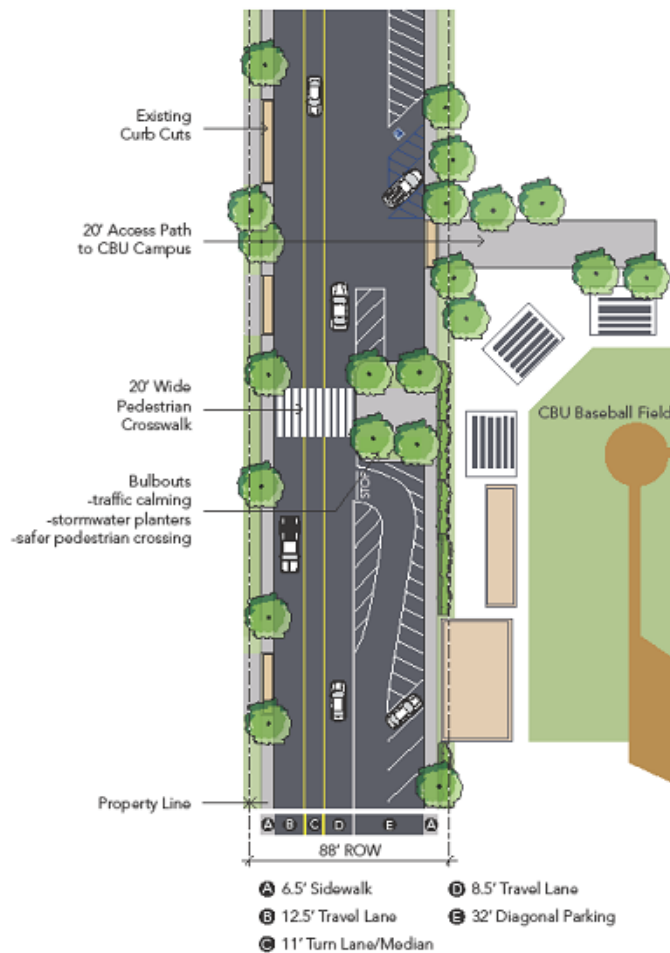 Existing
Curb Cuts
20' Access Path
to CBU Campus
20' Wide
Pedestrian
Crosswalk
CBU Baseball Field
Bulbouts
-traffic calming
-stormwater planters
-safer pedestrian crossing
STOP
Property Line
A B C D E A
88' ROW
A 6.5' Sidewalk
B 12.5' Travel Lane
C 11' Turn Lane/Median
D 8.5' Travel Lane
E 32' Diagonal Parking